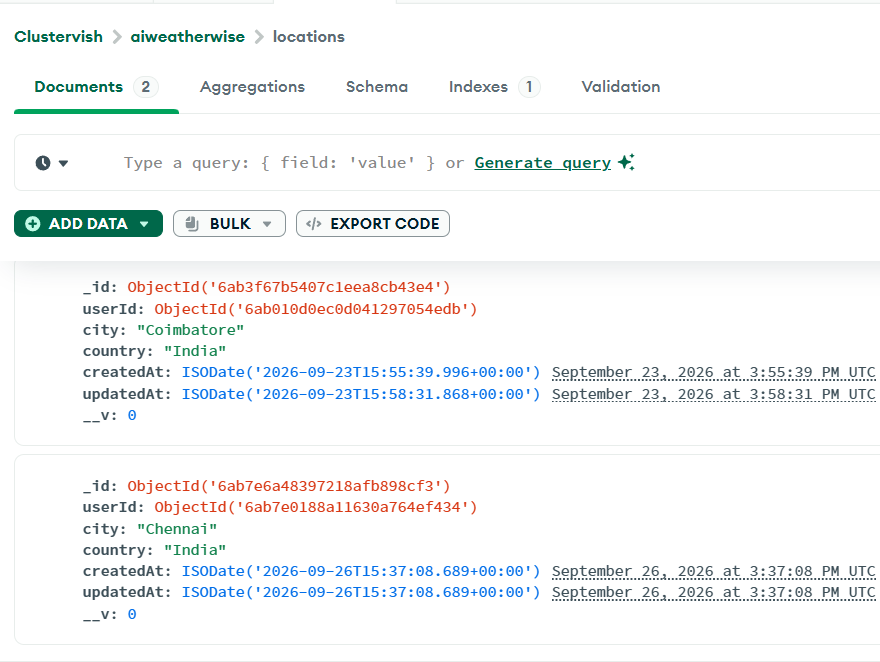 Clustervish > aiweatherwise > locations
Documents 2 Aggregations Schema Indexes 1 Validation
Type a query: { field: 'value' } or Generate query
ADD DATA BULK EXPORT CODE
_id: ObjectId('6ab3f67b5407c1eea8cb43e4')
userId: ObjectId('6ab010d0ec0d041297054edb')
city: "Coimbatore"
country: "India"
createdAt: ISODate('2026-09-23T15:55:39.996+00:00') September 23, 2026 at 3:55:39 PM UTC
updatedAt: ISODate('2026-09-23T15:58:31.868+00:00') September 23, 2026 at 3:58:31 PM UTC
__v: 0
_id: ObjectId('6ab7e6a48397218afb898cf3')
userId: ObjectId('6ab7e0188a11630a764ef434')
city: "Chennai"
country: "India"
createdAt: ISODate('2026-09-26T15:37:08.689+00:00') September 26, 2026 at 3:37:08 PM UTC
updatedAt: ISODate('2026-09-26T15:37:08.689+00:00') September 26, 2026 at 3:37:08 PM UTC
__v: 0